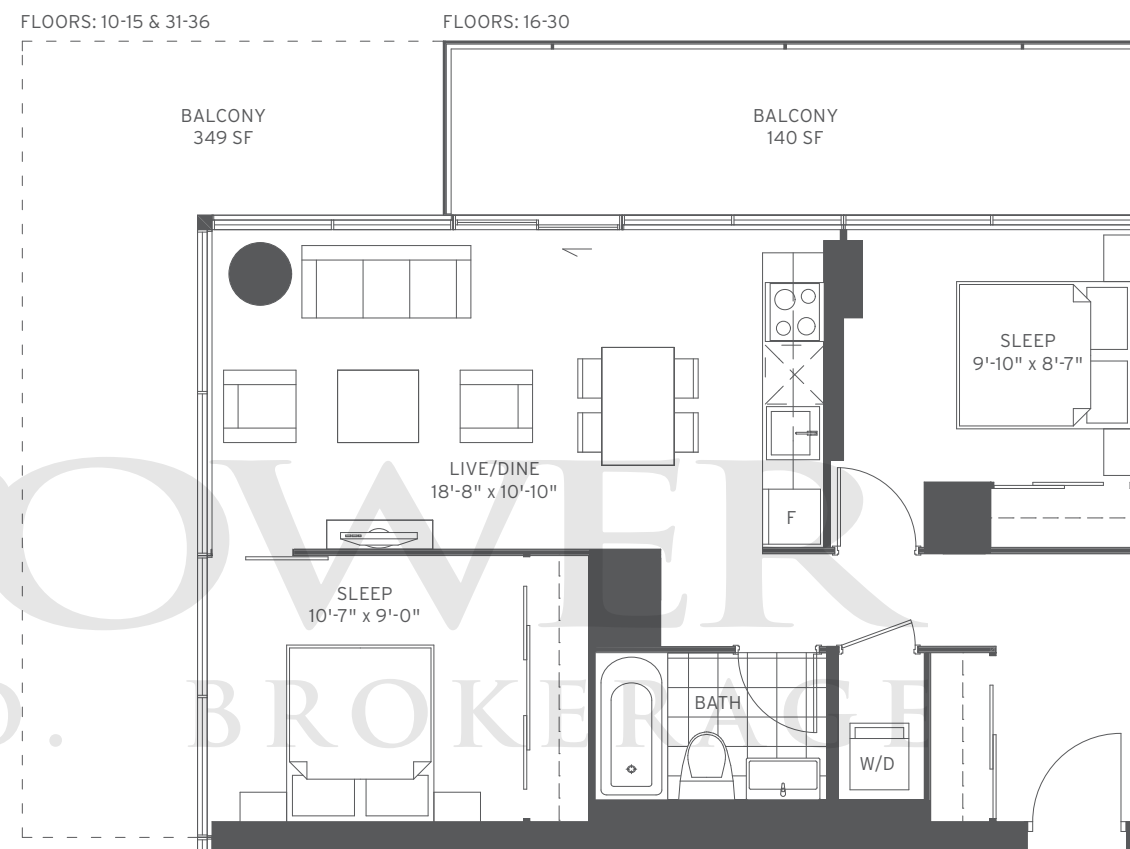 FLOORS: 10-15 & 31-36
FLOORS: 16-30
BALCONY
349 SF
BALCONY
140 SF
SLEEP
9'-10" x 8'-7"
LIVE/DINE
18'-8" x 10'-10"
F
OWER
SLEEP
10'-7" x 9'-0"
BATH
D. BROKERAGE
W/D